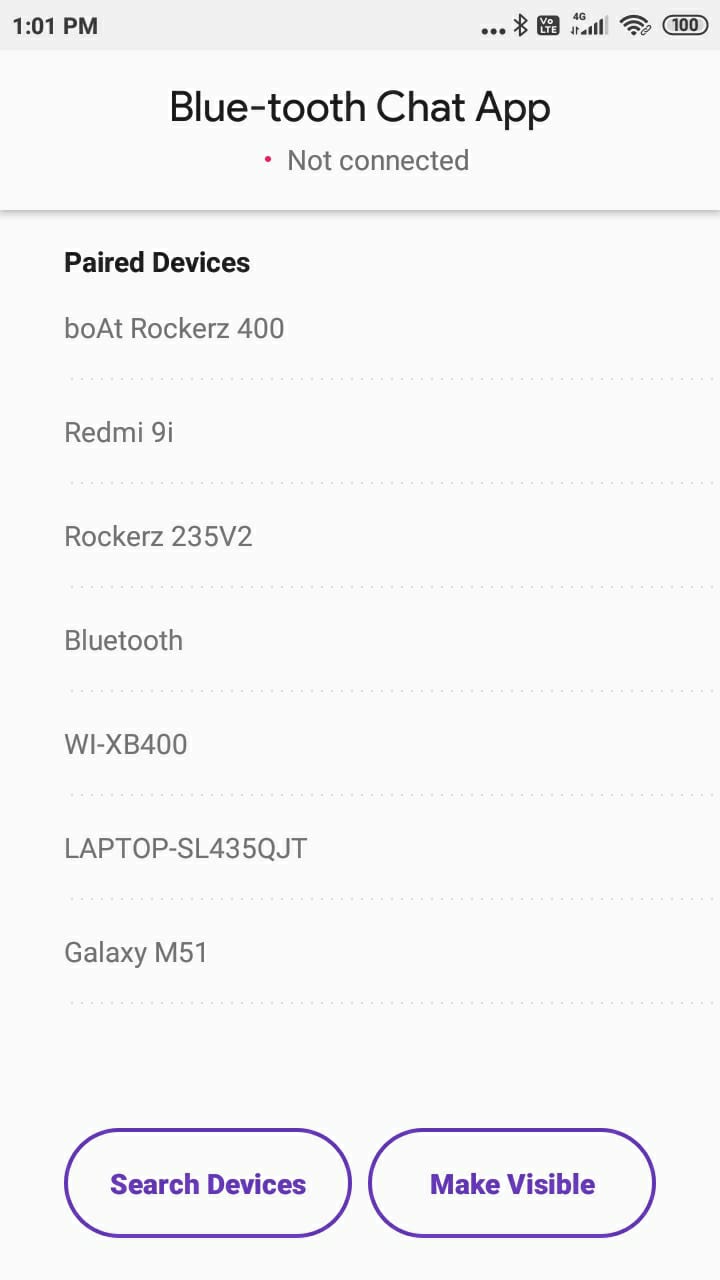 1:01 PM
Vo LTE
4G
100
Blue-tooth Chat App
Not connected
Paired Devices
boAt Rockerz 400
Redmi 9i
Rockerz 235V2
Bluetooth
WI-XB400
LAPTOP-SL435QJT
Galaxy M51
Search Devices
Make Visible